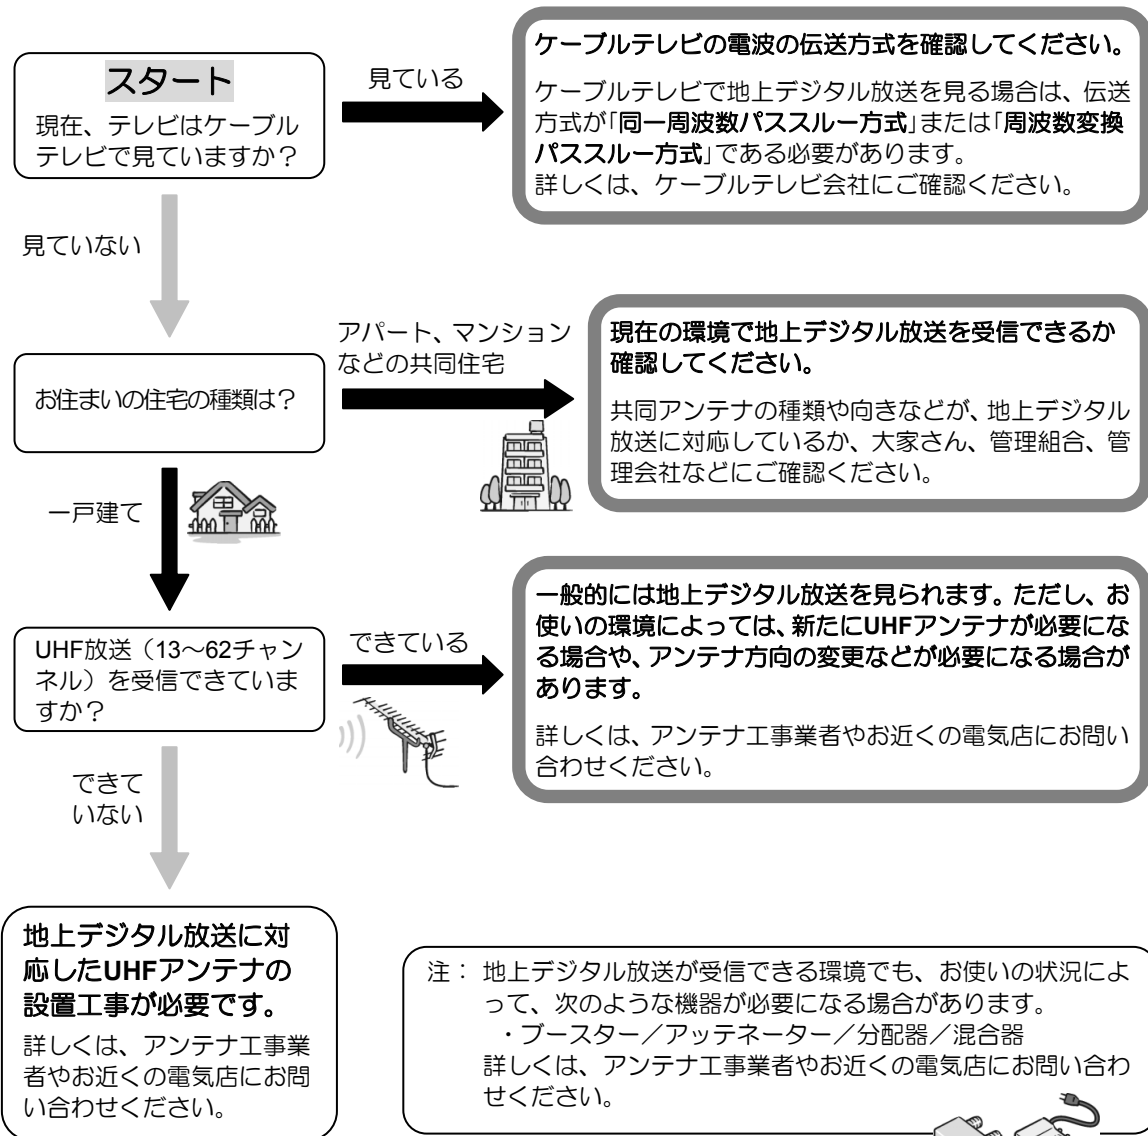 スタート
現在、テレビはケーブル
テレビで見ていますか？
見ている
ケーブルテレビの電波の伝送方式を確認してください。
ケーブルテレビで地上デジタル放送を見る場合は、伝送
方式が「同一周波数パススルー方式」または「周波数変換
パススルー方式」である必要があります。
詳しくは、ケーブルテレビ会社にご確認ください。
見ていない
お住まいの住宅の種類は？
アパート、マンション
などの共同住宅
現在の環境で地上デジタル放送を受信できるか
確認してください。
共同アンテナの種類や向きなどが、地上デジタル
放送に対応しているか、大家さん、管理組合、管
理会社などにご確認ください。
一戸建て
UHF放送（13～62チャン
ネル）を受信できていま
すか？
できている
一般的には地上デジタル放送を見られます。ただし、お
使いの環境によっては、新たにUHFアンテナが必要にな
る場合や、アンテナ方向の変更などが必要になる場合が
あります。
詳しくは、アンテナ工事業者やお近くの電気店にお問い
合わせください。
できて
いない
地上デジタル放送に対
応したUHFアンテナの
設置工事が必要です。
詳しくは、アンテナ工事業
者やお近くの電気店にお問
い合わせください。
注： 地上デジタル放送が受信できる環境でも、お使いの状況によ
って、次のような機器が必要になる場合があります。
・ブースター／アッテネーター／分配器／混合器
詳しくは、アンテナ工事業者やお近くの電気店にお問い合わ
せください。